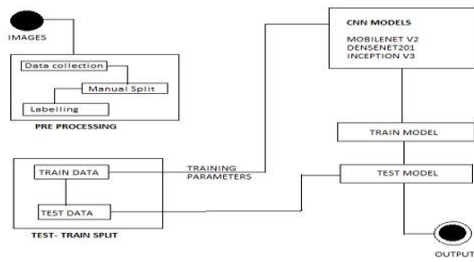 IMAGES
Data collection
Manual Split
Labelling
PRE PROCESSING
TRAIN DATA
TEST DATA
TEST- TRAIN SPLIT
TRAINING
PARAMETERS
CNN MODELS
MOBILENET V2
DENSENET201
INCEPTION V3
TRAIN MODEL
TEST MODEL
OUTPUT